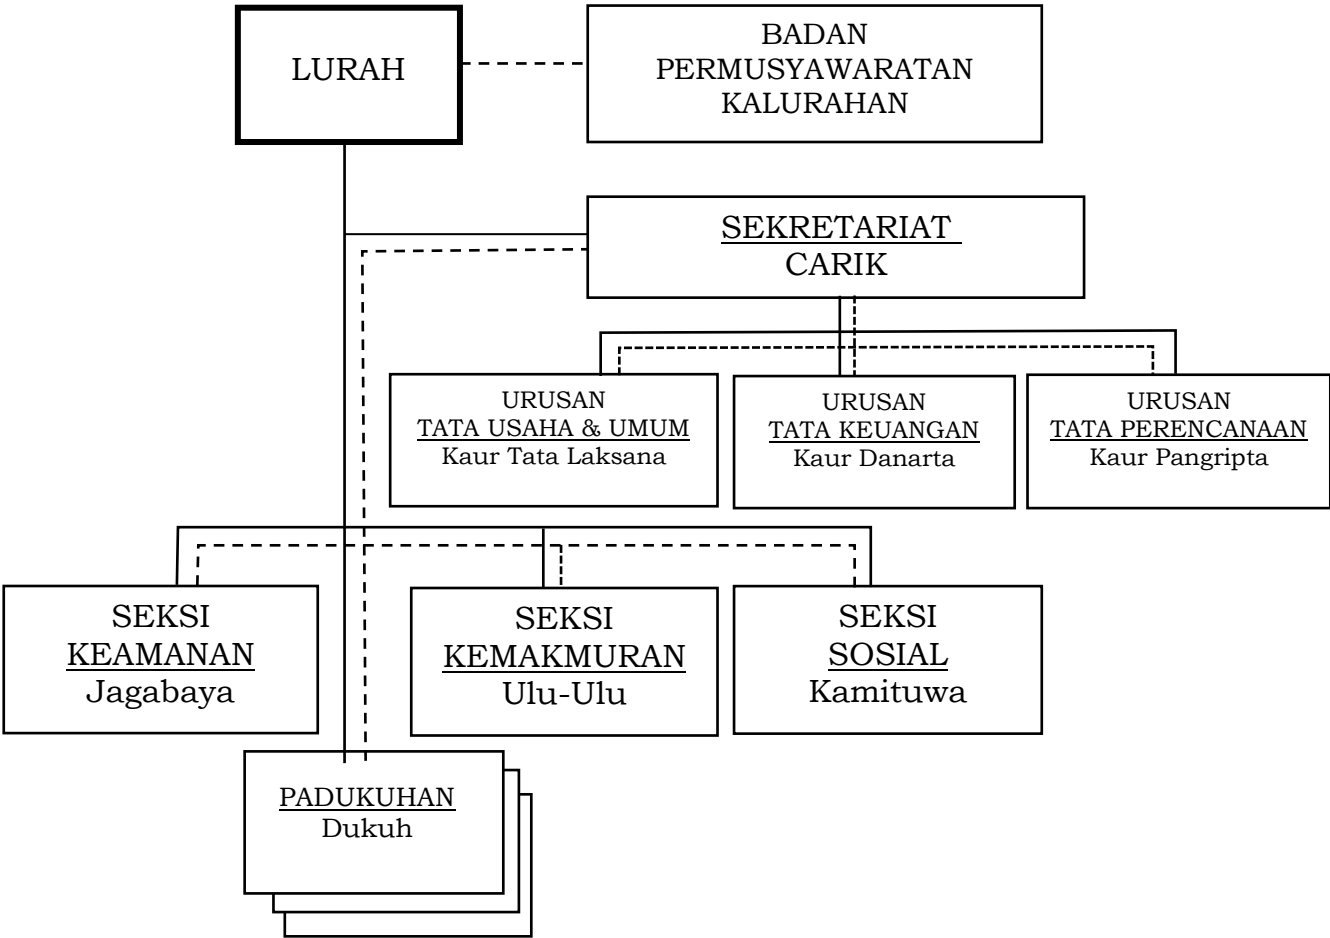 LURAH
BADAN
PERMUSYAWARATAN
KALURAHAN
SEKRETARIAT
CARIK
URUSAN
TATA USAHA & UMUM
Kaur Tata Laksana
URUSAN
TATA KEUANGAN
Kaur Danarta
URUSAN
TATA PERENCANAAN
Kaur Pangripta
SEKSI
KEAMANAN
Jagabaya
SEKSI
KEMAKMURAN
Ulu-Ulu
SEKSI
SOSIAL
Kamituwa
PADUKUHAN
Dukuh